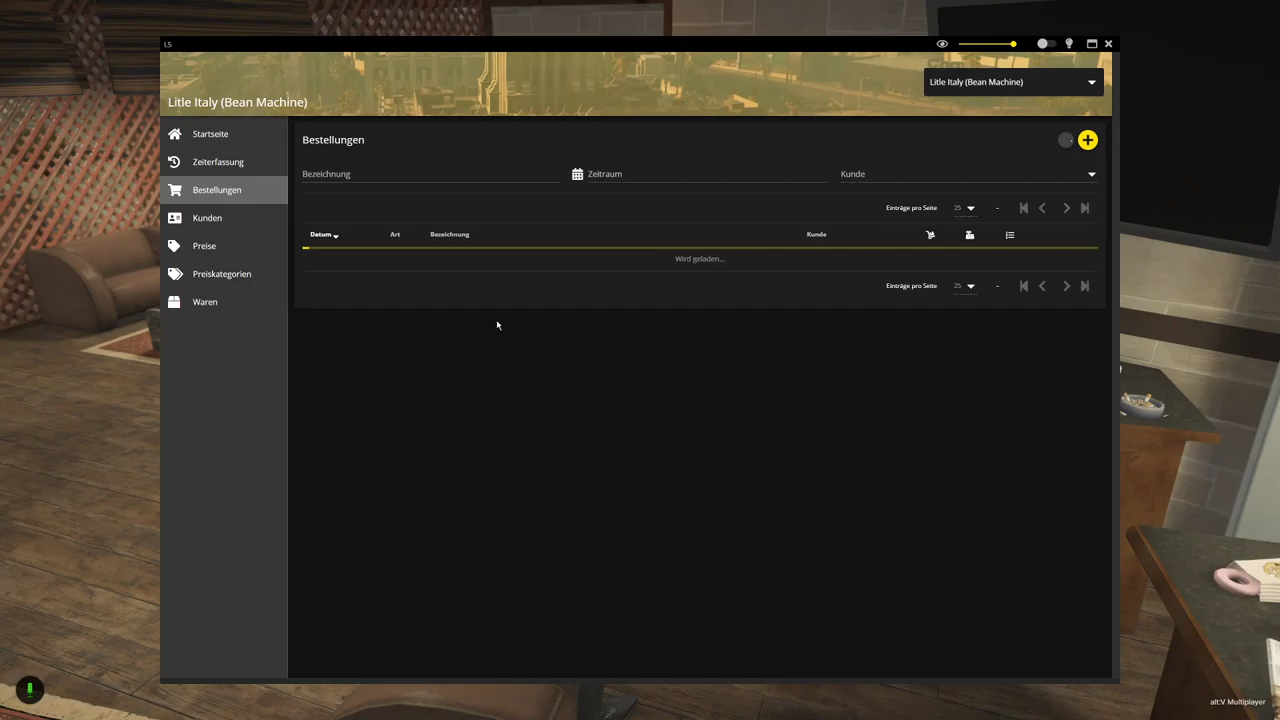 L5
Litle Italy (Bean Machine)
Litle Italy (Bean Machine)
Startseite
Zeiterfassung
Bestellungen
Kunden
Preise
Preiskategorien
Waren
Bestellungen
Bezeichnung
Zeitraum
Kunde
Einträge pro Seite 25 –
Datum Art Bezeichnung Kunde
Wird geladen...
Einträge pro Seite 25 –
alt:V Multiplayer